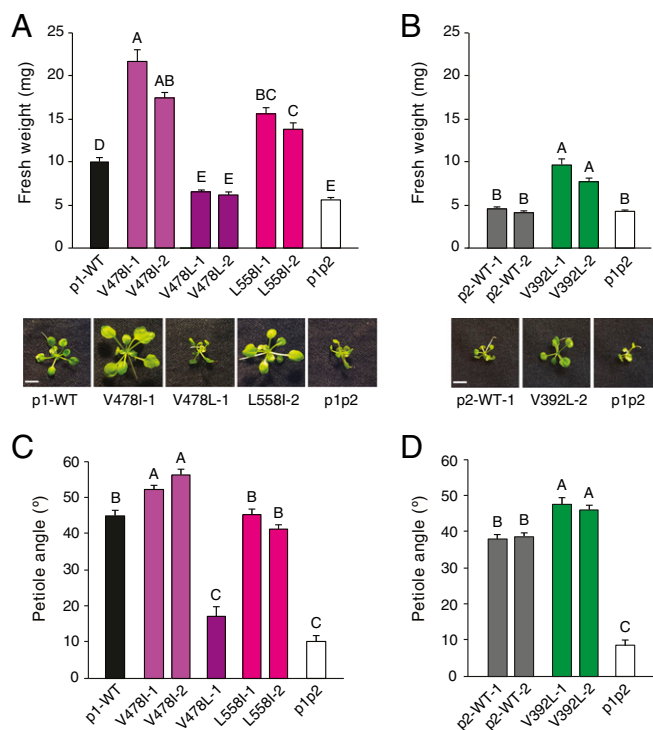 A
Fresh weight (mg)
25
20
15
10
5
0
D
A
AB
E
E
BC
C
E
p1-WT
V478I-1
V478I-2
V478L-1
V478L-2
L558I-1
L558I-2
p1p2
p1-WT
V478I-1
V478L-1
L558I-2
p1p2
B
Fresh weight (mg)
25
20
15
10
5
0
B
B
A
A
B
p2-WT-1
p2-WT-2
V392L-1
V392L-2
p1p2
p2-WT-1
V392L-2
p1p2
C
Petiole angle (°)
60
50
40
30
20
10
0
B
A
A
C
B
B
C
p1-WT
V478I-1
V478I-2
V478L-1
L558I-1
L558I-2
p1p2
D
Petiole angle (°)
60
50
40
30
20
10
0
B
B
A
A
C
p2-WT-1
p2-WT-2
V392L-1
V392L-2
p1p2